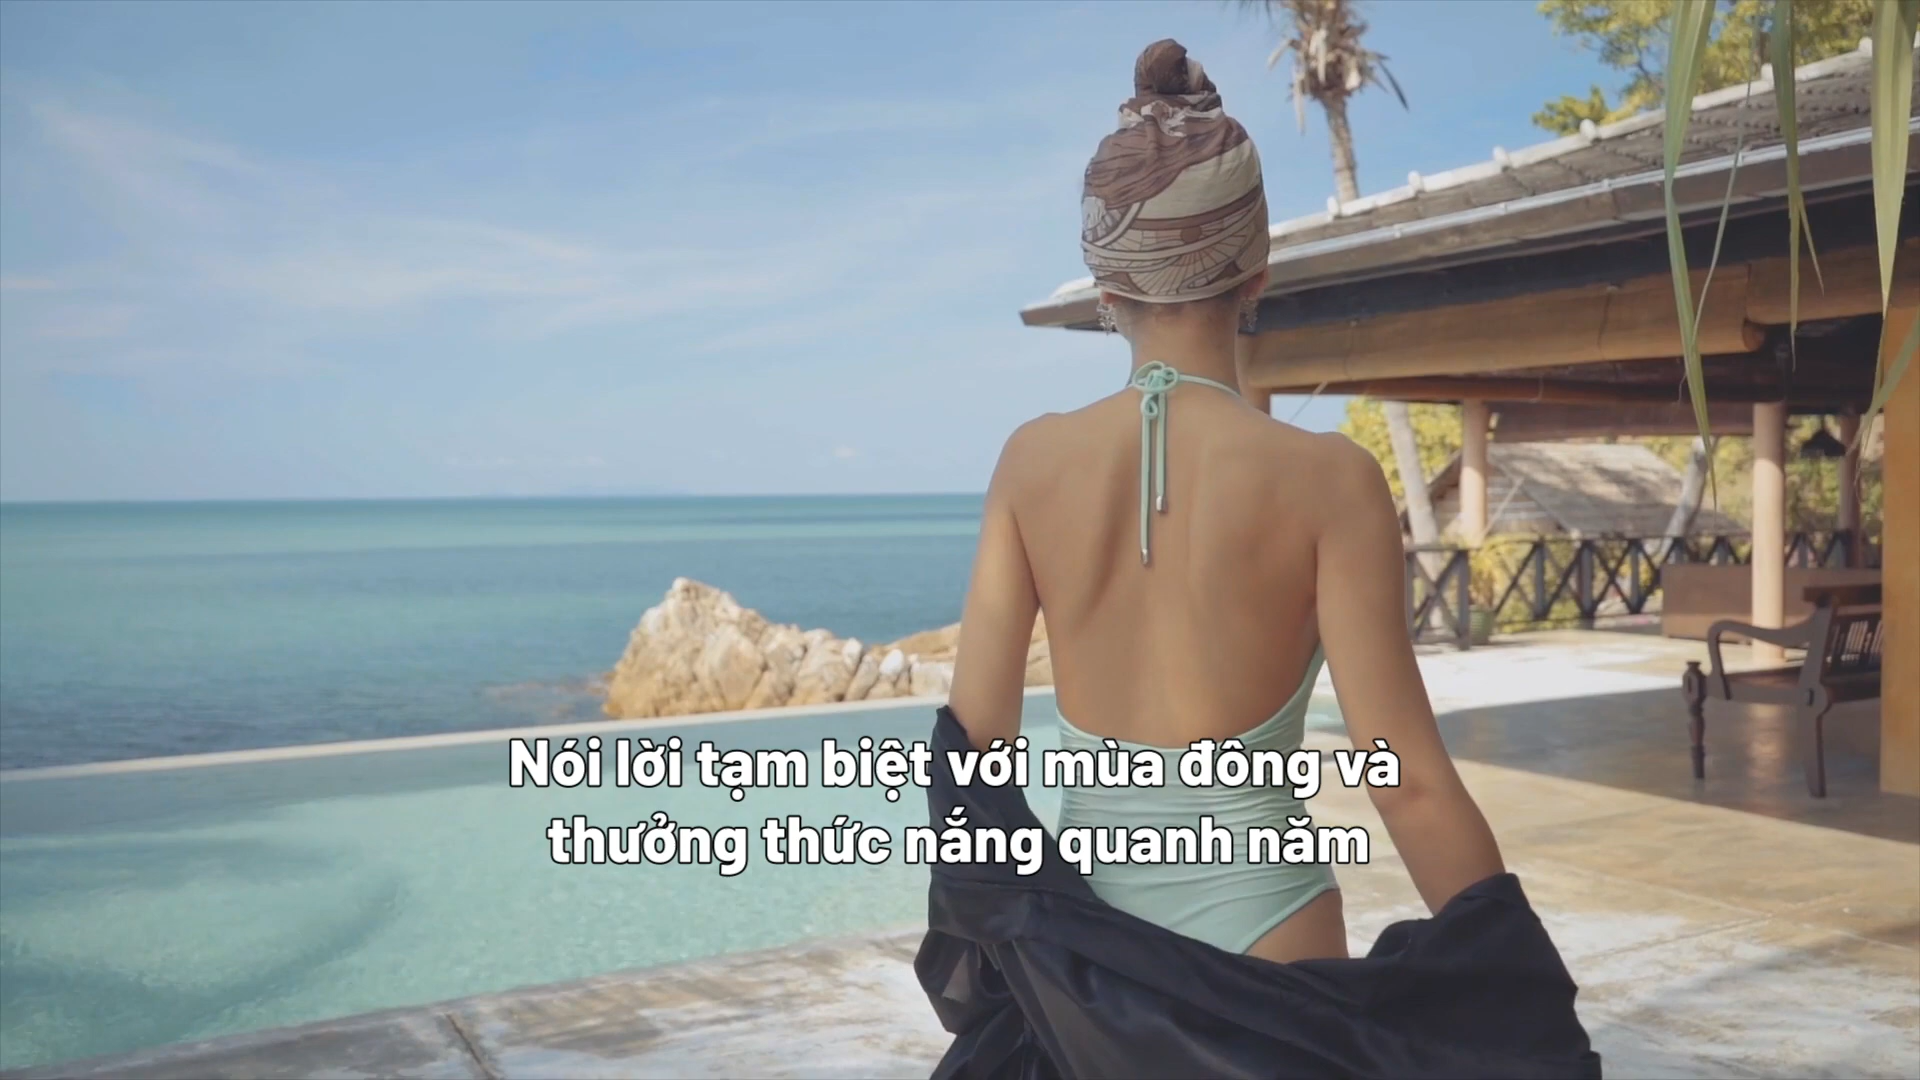 Nói lời tạm biệt với mùa đông và
thưởng thức nắng quanh năm